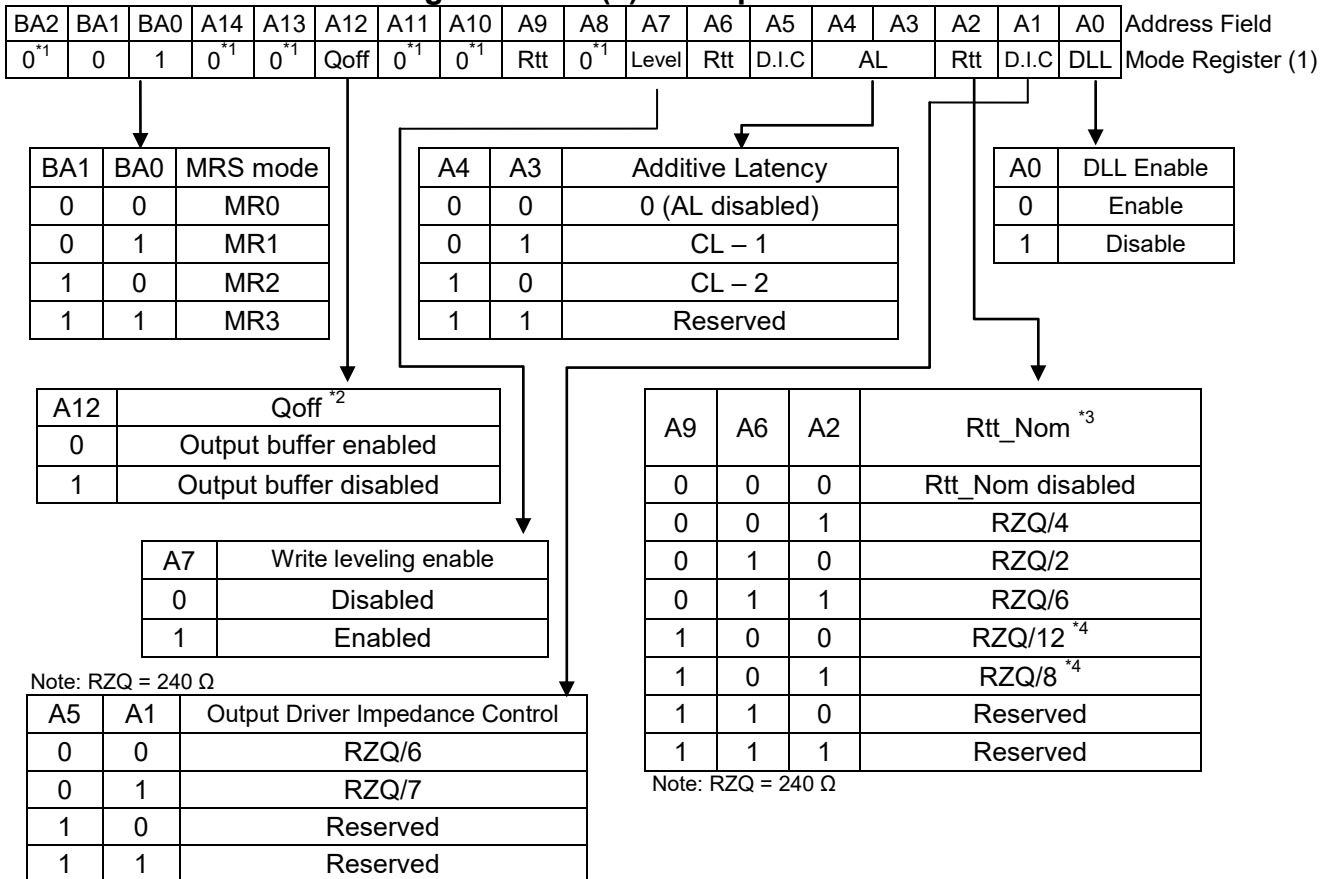 BA2 BA1 BA0 A14 A13 A12 A11 A10 A9 A8 A7 A6 A5 A4 A3 A2 A1 A0 Address Field
0*1 0 1 0*1 0*1 Qoff 0*1 0*1 Rtt 0*1 Level Rtt D.I.C AL Rtt D.I.C DLL Mode Register (1)
BA1 BA0 MRS mode
0 0 MR0
0 1 MR1
1 0 MR2
1 1 MR3
A4 A3 Additive Latency
0 0 0 (AL disabled)
0 1 CL – 1
1 0 CL – 2
1 1 Reserved
A0 DLL Enable
0 Enable
1 Disable
A12 Qoff *2
0 Output buffer enabled
1 Output buffer disabled
A7 Write leveling enable
0 Disabled
1 Enabled
Note: RZQ = 240 Ω
A5 A1 Output Driver Impedance Control
0 0 RZQ/6
0 1 RZQ/7
1 0 Reserved
1 1 Reserved
A9 A6 A2 Rtt_Nom *3
0 0 0 Rtt_Nom disabled
0 0 1 RZQ/4
0 1 0 RZQ/2
0 1 1 RZQ/6
1 0 0 RZQ/12 *4
1 0 1 RZQ/8 *4
1 1 0 Reserved
1 1 1 Reserved
Note: RZQ = 240 Ω